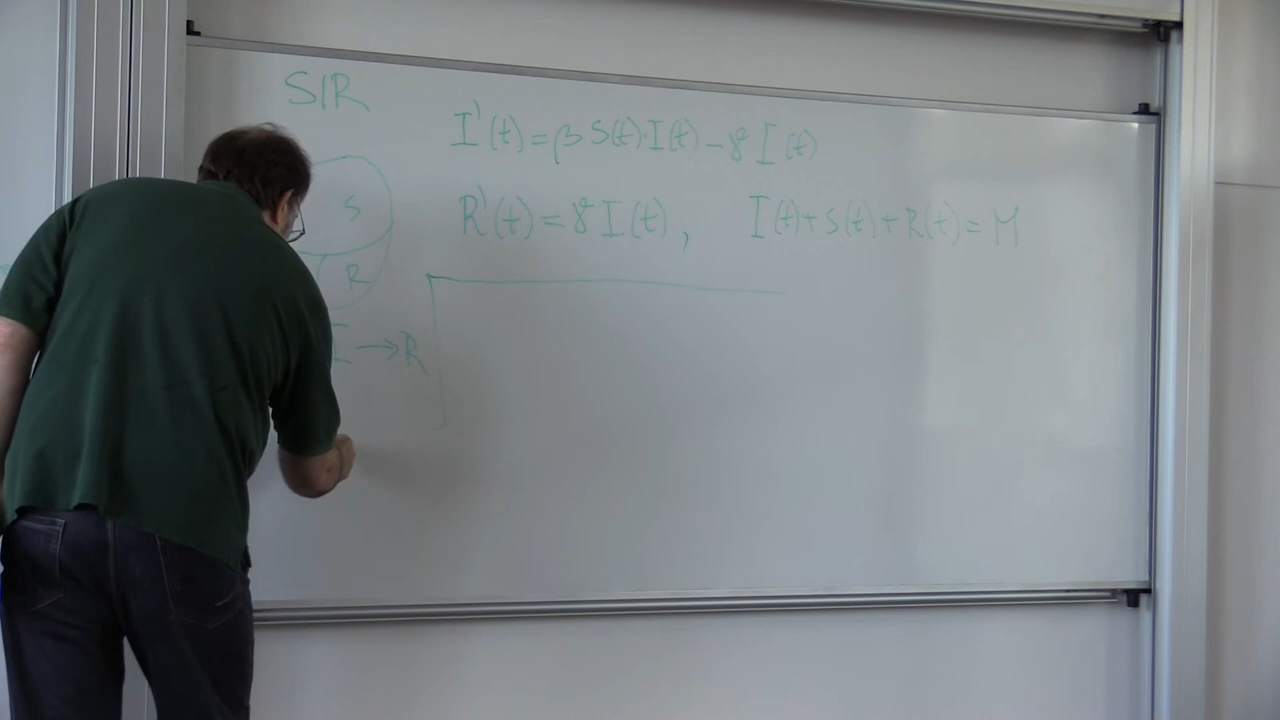 SIR
I'(t) = β S(t) I(t) – γ I(t)
S
R'(t) = γ I(t), I(t) + S(t) + R(t) = M
R
I → R